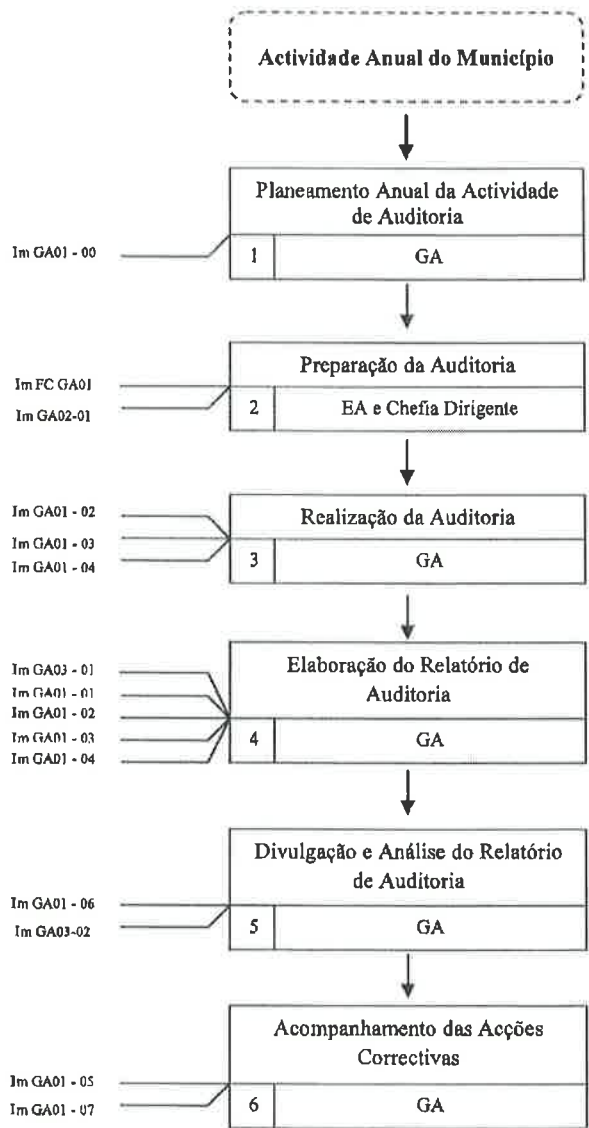 Actividade Anual do Município
Planeamento Anual da Actividade
de Auditoria
Im GA01 - 00
1
GA
Preparação da Auditoria
Im FC GA01
Im GA02-01
2
EA e Chefia Dirigente
Im GA01 - 02
Im GA01 - 03
Im GA01 - 04
Realização da Auditoria
3
GA
Im GA03 - 01
Im GA01 - 01
Im GA01 - 02
Im GA01 - 03
Im GA01 - 04
Elaboração do Relatório de
Auditoria
4
GA
Divulgação e Análise do Relatório
de Auditoria
Im GA01 - 06
Im GA03-02
5
GA
Acompanhamento das Acções
Correctivas
Im GA01 - 05
Im GA01 - 07
6
GA